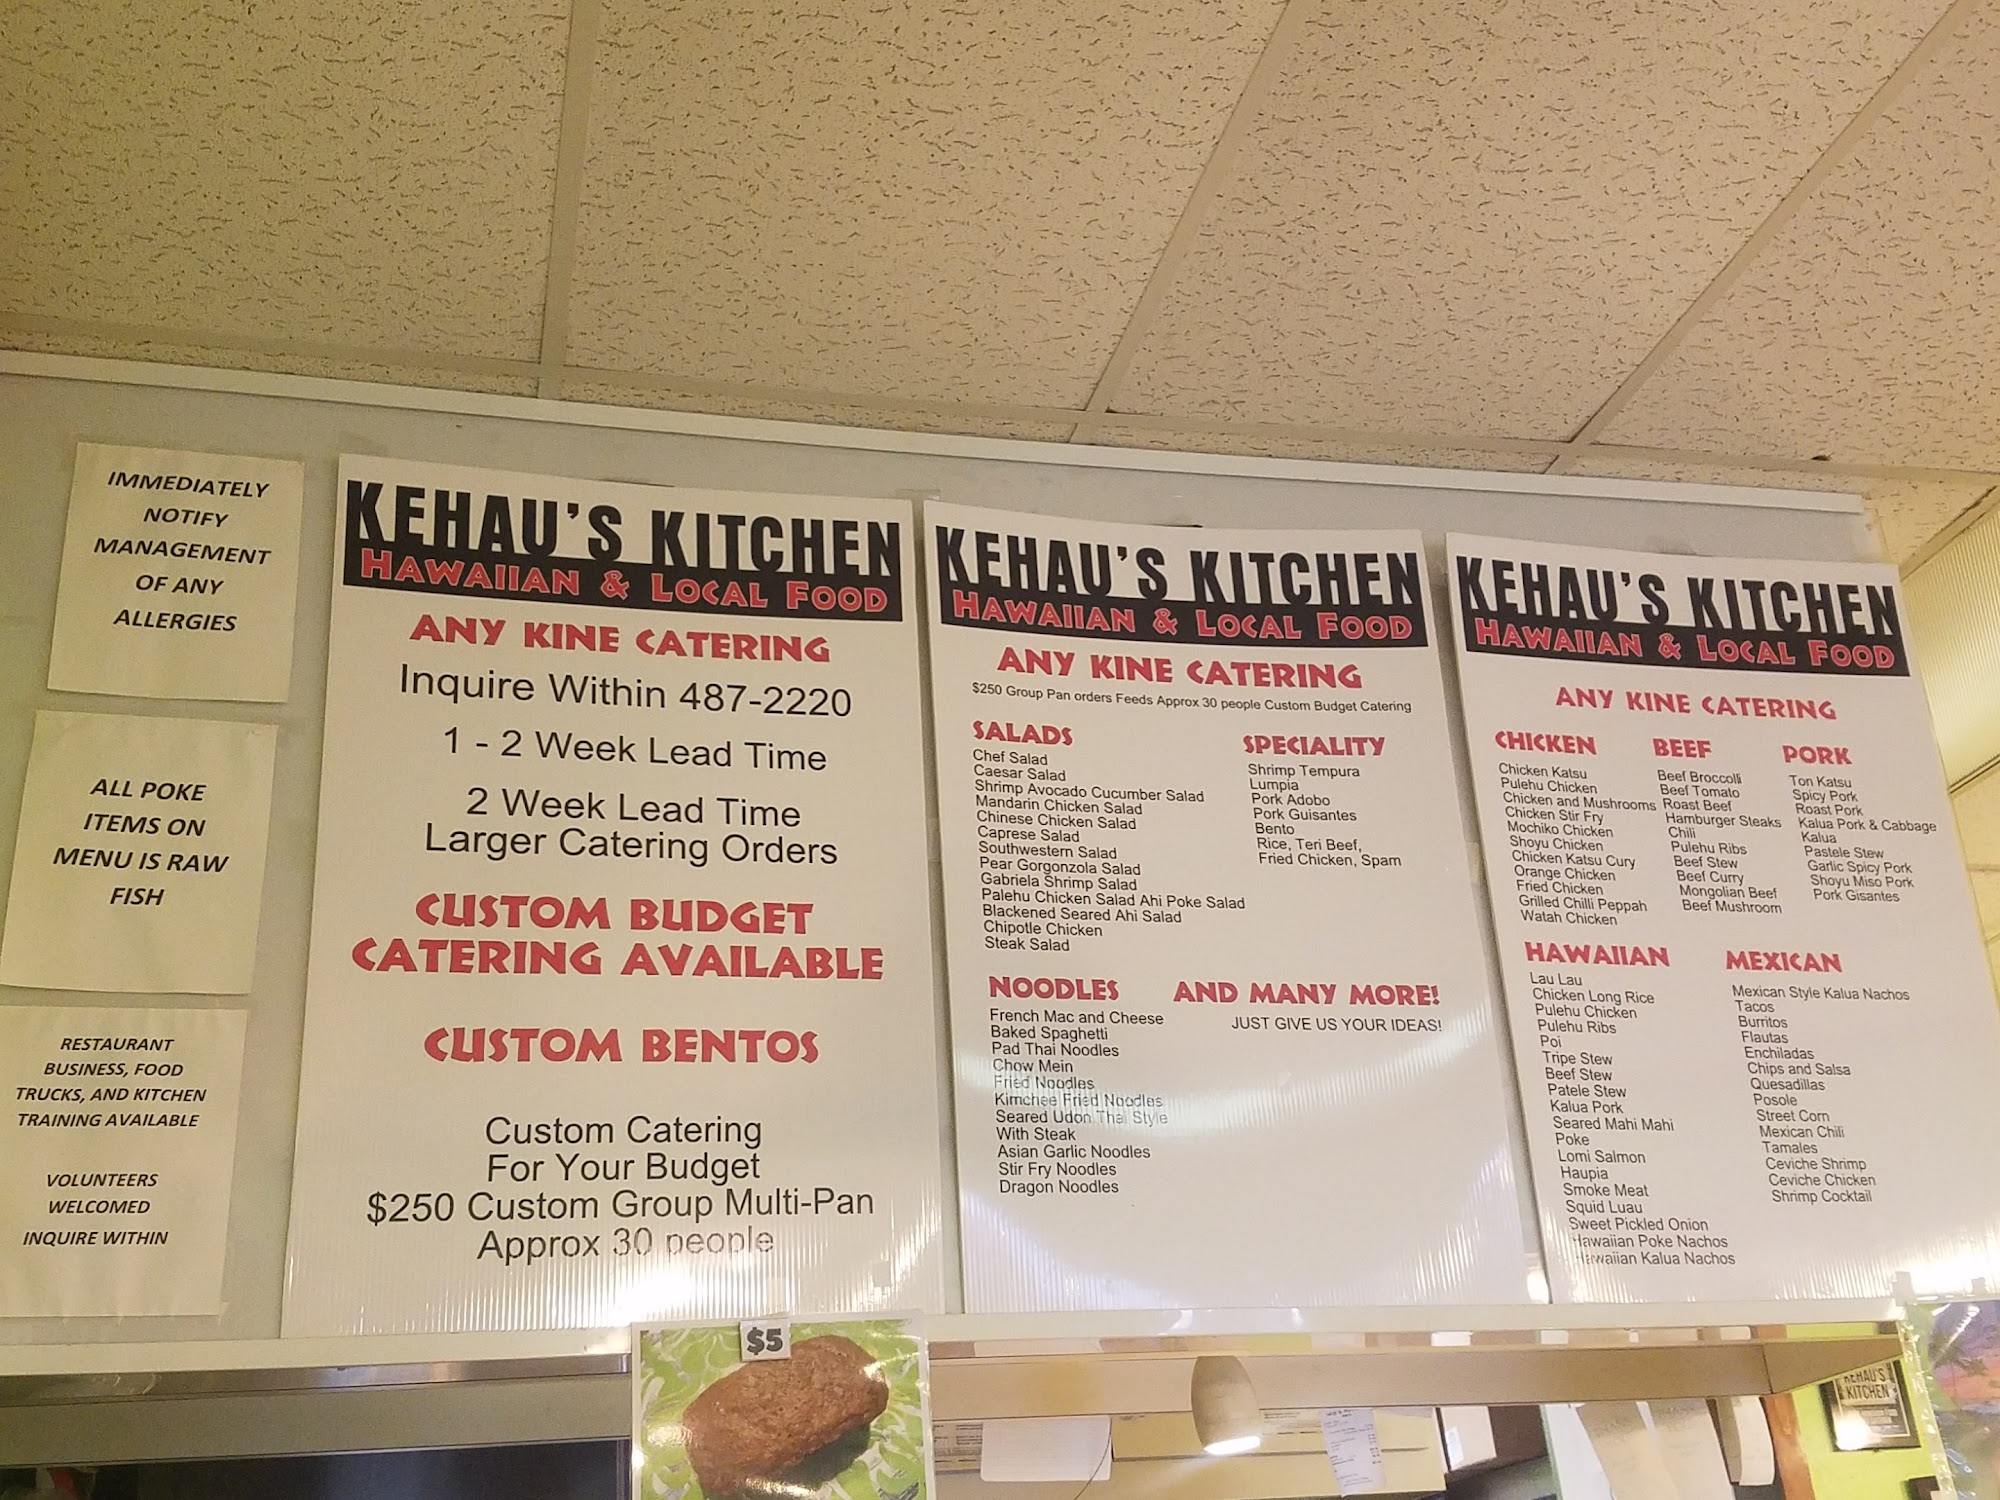 IMMEDIATELY
NOTIFY
MANAGEMENT
OF ANY
ALLERGIES
ALL POKE
ITEMS ON
MENU IS RAW
FISH
RESTAURANT
BUSINESS, FOOD
TRUCKS, AND KITCHEN
TRAINING AVAILABLE
VOLUNTEERS
WELCOMED
INQUIRE WITHIN
KEHAU'S KITCHEN
HAWAIIAN & LOCAL FOOD
ANY KINE CATERING
Inquire Within 487-2220
1 - 2 Week Lead Time
2 Week Lead Time
Larger Catering Orders
CUSTOM BUDGET
CATERING AVAILABLE
CUSTOM BENTOS
Custom Catering
For Your Budget
$250 Custom Group Multi-Pan
Approx 30 people
KEHAU'S KITCHEN
HAWAIIAN & LOCAL FOOD
ANY KINE CATERING
$250 Group Pan orders Feeds Approx 30 people Custom Budget Catering
SALADS
Chef Salad
Caesar Salad
Shrimp Avocado Cucumber Salad
Mandarin Chicken Salad
Chinese Chicken Salad
Caprese Salad
Southwestern Salad
Pear Gorgonzola Salad
Gabriela Shrimp Salad
Palehu Chicken Salad Ahi Poke Salad
Blackened Seared Ahi Salad
Chipotle Chicken
Steak Salad
SPECIALITY
Shrimp Tempura
Lumpia
Pork Adobo
Pork Guisantes
Bento
Rice, Teri Beef,
Fried Chicken, Spam
NOODLES
French Mac and Cheese
Baked Spaghetti
Pad Thai Noodles
Chow Mein
Fried Noodles
Kimchee Fried Noodles
Seared Udon Thai Style
With Steak
Asian Garlic Noodles
Stir Fry Noodles
Dragon Noodles
AND MANY MORE!
JUST GIVE US YOUR IDEAS!
KEHAU'S KITCHEN
HAWAIIAN & LOCAL FOOD
ANY KINE CATERING
CHICKEN
Chicken Katsu
Pulehu Chicken
Chicken and Mushrooms
Chicken Stir Fry
Mochiko Chicken
Shoyu Chicken
Chicken Katsu Cury
Orange Chicken
Fried Chicken
Grilled Chilli Peppah
Watah Chicken
BEEF
Beef Broccolli
Beef Tomato
Roast Beef
Hamburger Steaks
Chili
Pulehu Ribs
Beef Stew
Beef Curry
Mongolian Beef
Beef Mushroom
PORK
Ton Katsu
Spicy Pork
Roast Pork
Kalua Pork & Cabbage
Kalua
Pastele Stew
Garlic Spicy Pork
Shoyu Miso Pork
Pork Gisantes
HAWAIIAN
Lau Lau
Chicken Long Rice
Pulehu Chicken
Pulehu Ribs
Poi
Tripe Stew
Beef Stew
Patele Stew
Kalua Pork
Seared Mahi Mahi
Poke
Lomi Salmon
Haupia
Smoke Meat
Squid Luau
Sweet Pickled Onion
Hawaiian Poke Nachos
Hawaiian Kalua Nachos
MEXICAN
Mexican Style Kalua Nachos
Tacos
Burritos
Flautas
Enchiladas
Chips and Salsa
Quesadillas
Posole
Street Corn
Mexican Chili
Tamales
Ceviche Shrimp
Ceviche Chicken
Shrimp Cocktail
$5
KEHAU'S
KITCHEN